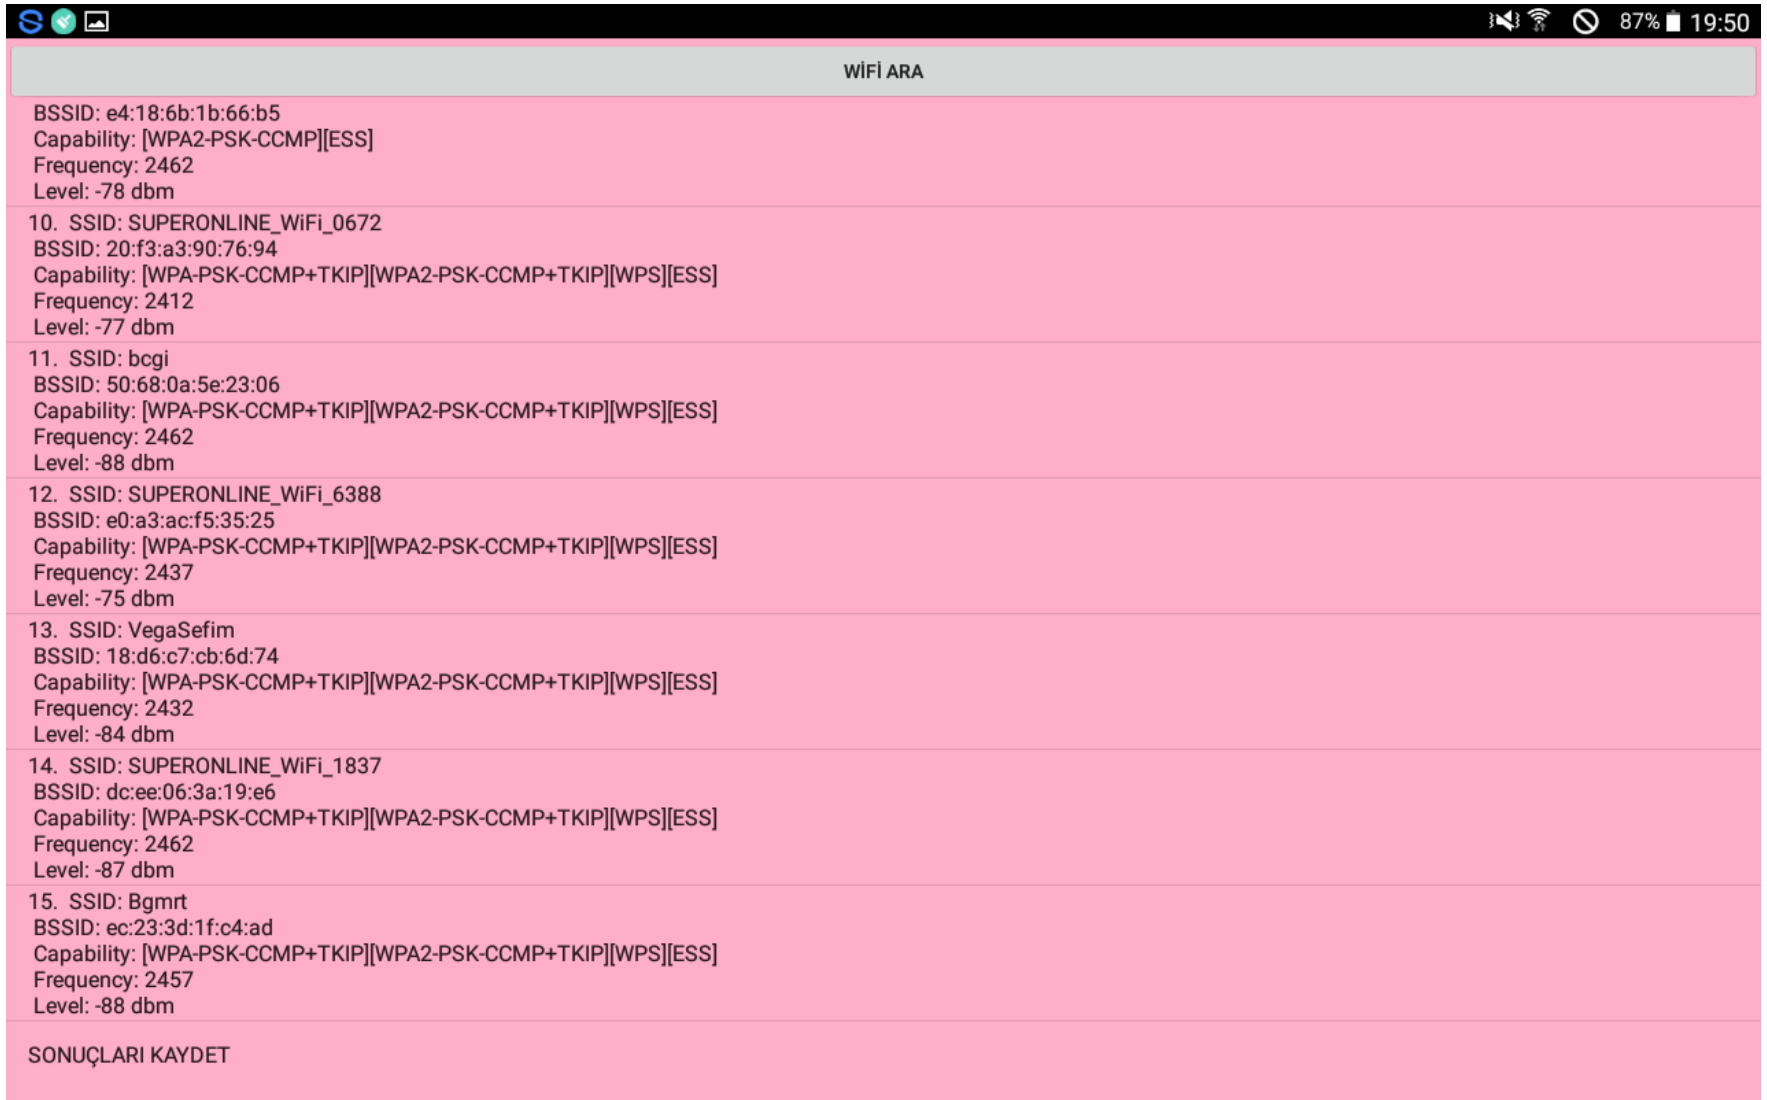 87% 19:50
WİFİ ARA
BSSID: e4:18:6b:1b:66:b5
Capability: [WPA2-PSK-CCMP][ESS]
Frequency: 2462
Level: -78 dbm
10. SSID: SUPERONLINE_WiFi_0672
BSSID: 20:f3:a3:90:76:94
Capability: [WPA-PSK-CCMP+TKIP][WPA2-PSK-CCMP+TKIP][WPS][ESS]
Frequency: 2412
Level: -77 dbm
11. SSID: bcgi
BSSID: 50:68:0a:5e:23:06
Capability: [WPA-PSK-CCMP+TKIP][WPA2-PSK-CCMP+TKIP][WPS][ESS]
Frequency: 2462
Level: -88 dbm
12. SSID: SUPERONLINE_WiFi_6388
BSSID: e0:a3:ac:f5:35:25
Capability: [WPA-PSK-CCMP+TKIP][WPA2-PSK-CCMP+TKIP][WPS][ESS]
Frequency: 2437
Level: -75 dbm
13. SSID: VegaSefim
BSSID: 18:d6:c7:cb:6d:74
Capability: [WPA-PSK-CCMP+TKIP][WPA2-PSK-CCMP+TKIP][WPS][ESS]
Frequency: 2432
Level: -84 dbm
14. SSID: SUPERONLINE_WiFi_1837
BSSID: dc:ee:06:3a:19:e6
Capability: [WPA-PSK-CCMP+TKIP][WPA2-PSK-CCMP+TKIP][WPS][ESS]
Frequency: 2462
Level: -87 dbm
15. SSID: Bgmrt
BSSID: ec:23:3d:1f:c4:ad
Capability: [WPA-PSK-CCMP+TKIP][WPA2-PSK-CCMP+TKIP][WPS][ESS]
Frequency: 2457
Level: -88 dbm
SONUÇLARI KAYDET